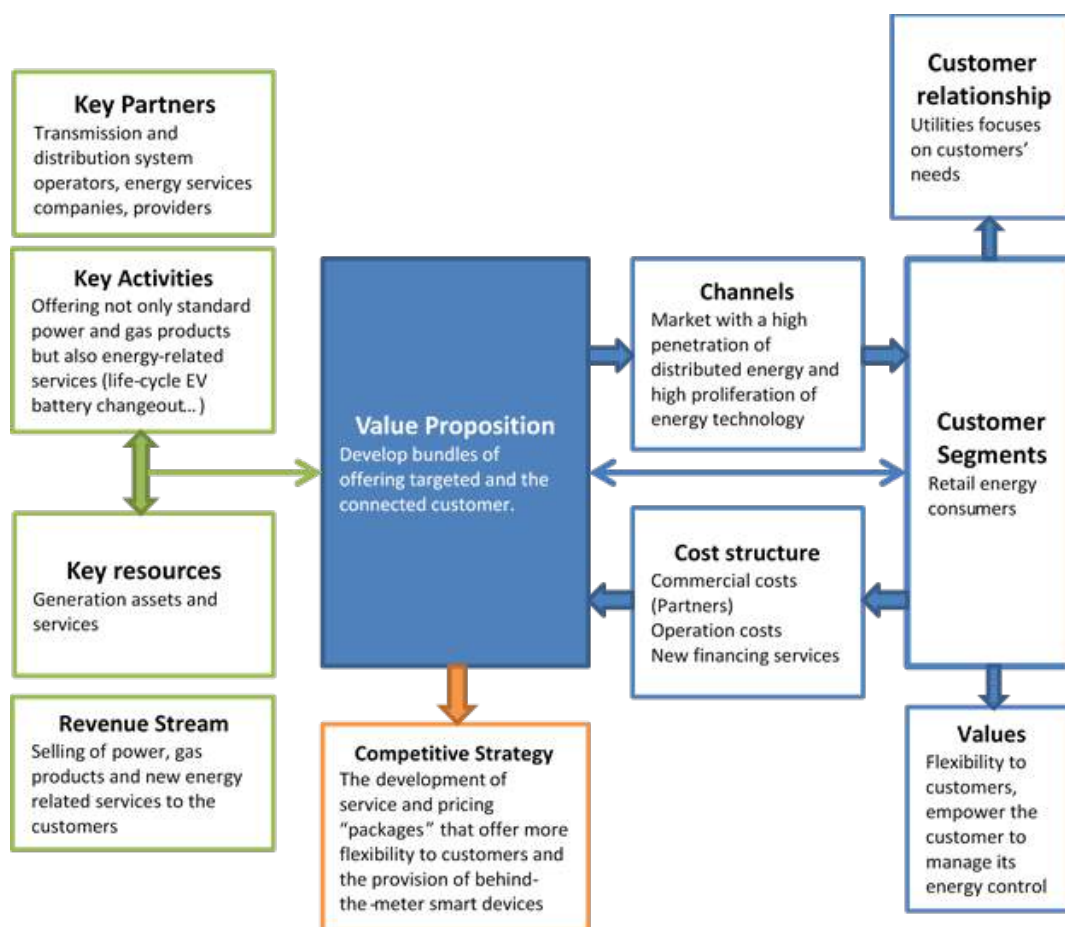 Key Partners
Transmission and
distribution system
operators, energy services
companies, providers
Key Activities
Offering not only standard
power and gas products
but also energy-related
services (life-cycle EV
battery changeout...)
Key resources
Generation assets and
services
Revenue Stream
Selling of power, gas
products and new energy
related services to the
customers
Value Proposition
Develop bundles of
offering targeted and the
connected customer.
Competitive Strategy
The development of
service and pricing
“packages” that offer more
flexibility to customers and
the provision of behind-
the-meter smart devices
Channels
Market with a high
penetration of
distributed energy and
high proliferation of
energy technology
Cost structure
Commercial costs
(Partners)
Operation costs
New financing services
Customer
relationship
Utilities focuses
on customers’
needs
Customer
Segments
Retail energy
consumers
Values
Flexibility to
customers,
empower the
customer to
manage its
energy control